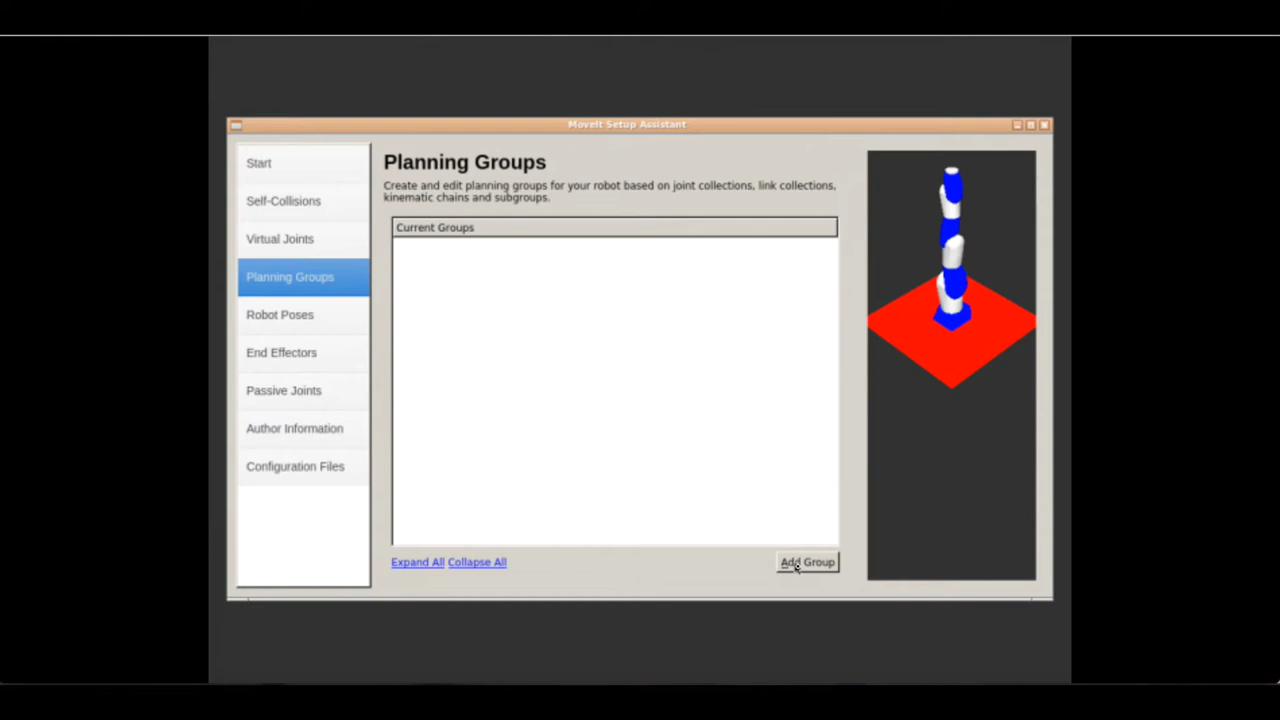 MoveIt Setup Assistant
Start
Self-Collisions
Virtual Joints
Planning Groups
Robot Poses
End Effectors
Passive Joints
Author Information
Configuration Files
Planning Groups
Create and edit planning groups for your robot based on joint collections, link collections,
kinematic chains and subgroups.
Current Groups
Expand All Collapse All
Add Group